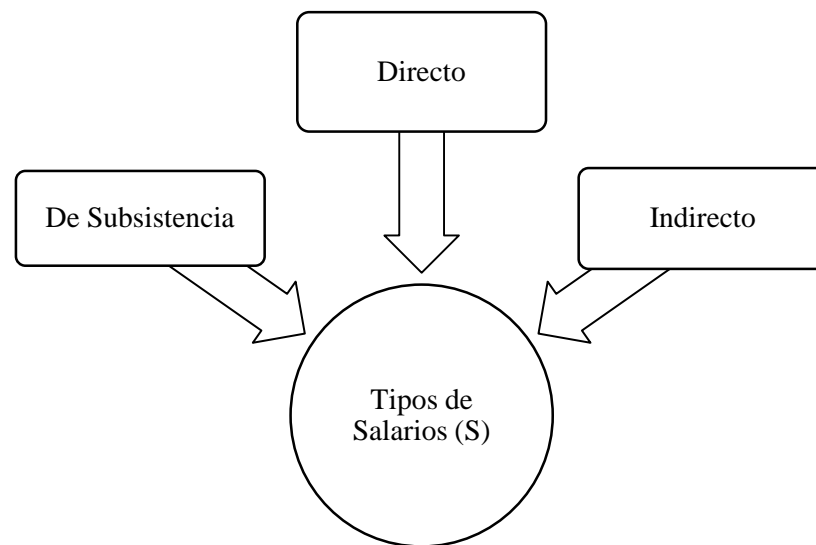 Directo
De Subsistencia
Indirecto
Tipos de
Salarios (S)